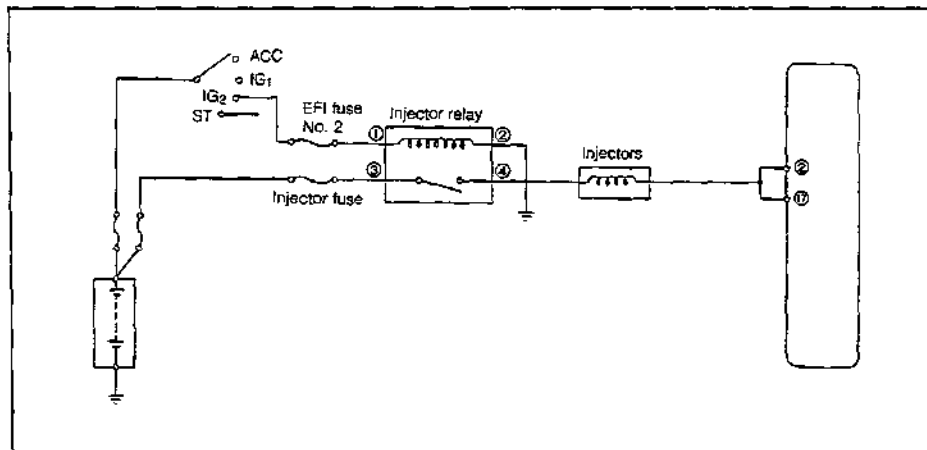 ACC
IG1
IG2
ST
EFI fuse
No. 2
Injector relay
① ②
③ ④
Injector fuse
Injectors
②
⑰